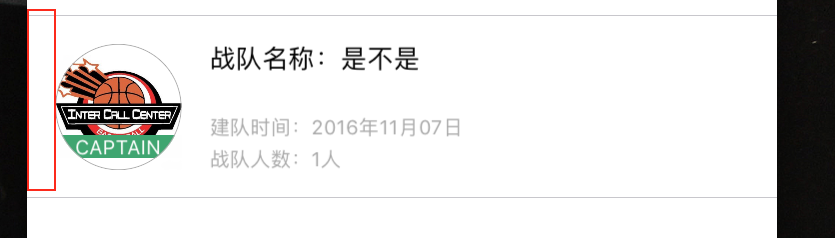 战队名称：是不是
INTER CALL CENTER
BASKETBALL
CAPTAIN
建队时间：2016年11月07日
战队人数：1人